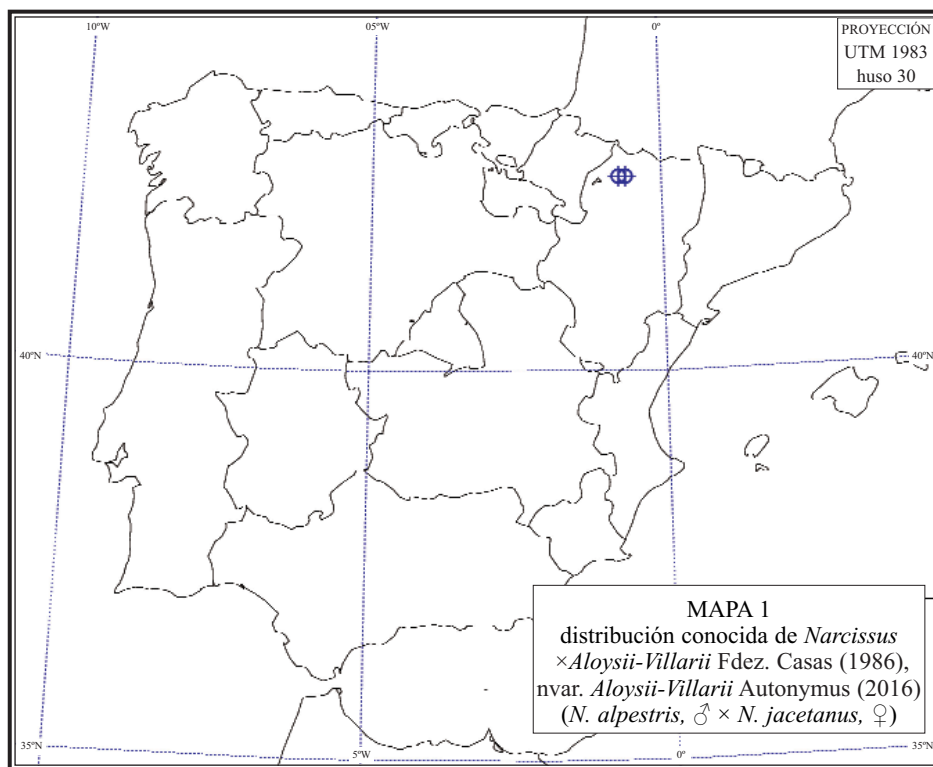 10ºW
05ºW
0º
PROYECCIÓN
UTM 1983
huso 30
40ºN
40ºN
MAPA 1
distribución conocida de Narcissus
×Aloysii-Villarii Fdez. Casas (1986),
nvar. Aloysii-Villarii Autonymus (2016)
(N. alpestris, ♂ × N. jacetanus, ♀)
35ºN
5ºW
0º
35ºN